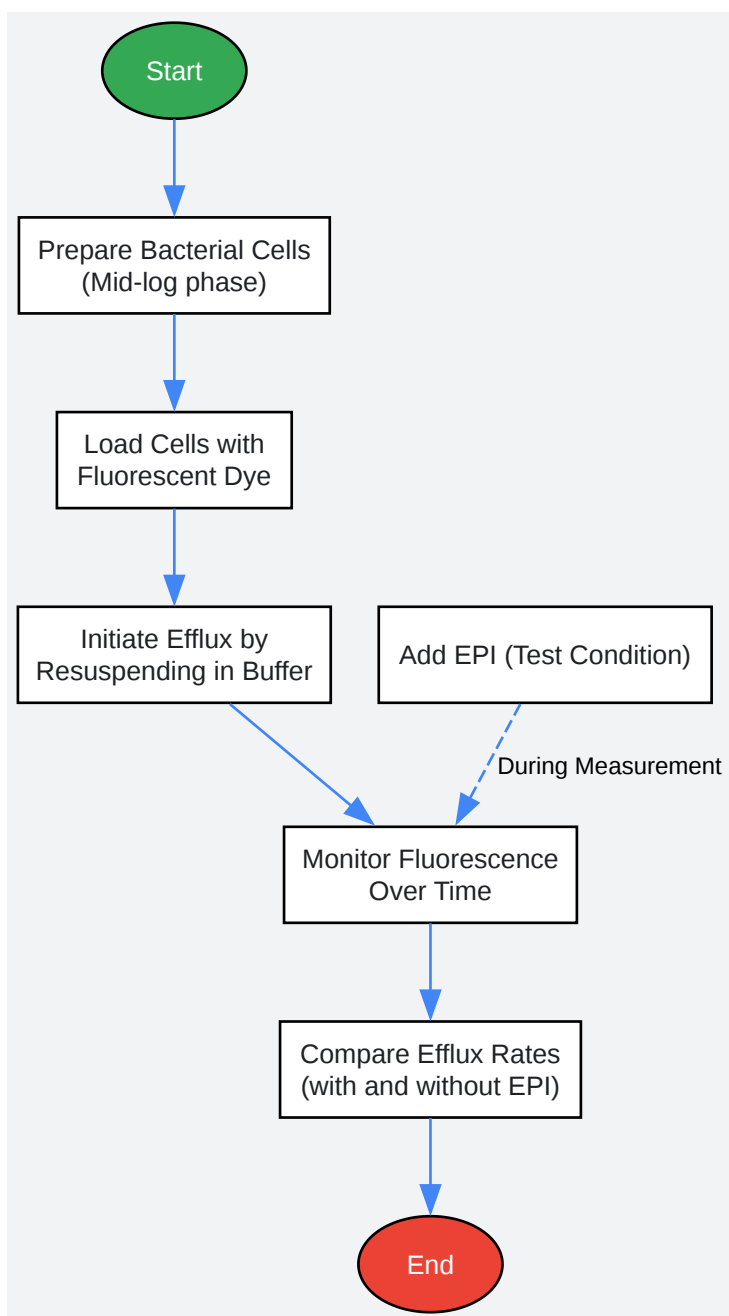 Start
Prepare Bacterial Cells
(Mid-log phase)
Load Cells with
Fluorescent Dye
Initiate Efflux by
Resuspending in Buffer
Add EPI (Test Condition)
During Measurement
Monitor Fluorescence
Over Time
Compare Efflux Rates
(with and without EPI)
End